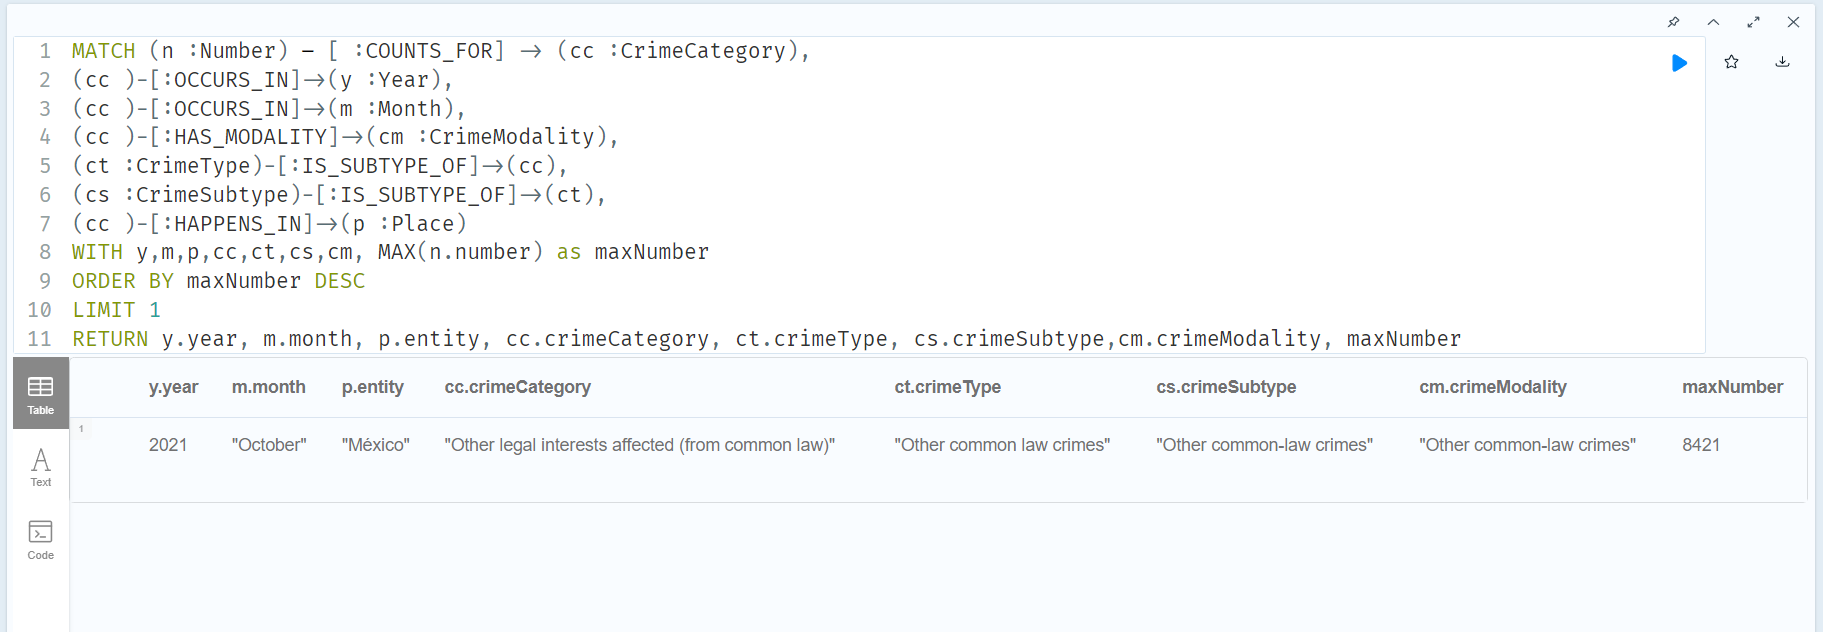 1 MATCH (n :Number) – [ :COUNTS_FOR] → (cc :CrimeCategory),
2 (cc )-[:OCCURS_IN]→(y :Year),
3 (cc )-[:OCCURS_IN]→(m :Month),
4 (cc )-[:HAS_MODALITY]→(cm :CrimeModality),
5 (ct :CrimeType)-[:IS_SUBTYPE_OF]→(cc),
6 (cs :CrimeSubtype)-[:IS_SUBTYPE_OF]→(ct),
7 (cc )-[:HAPPENS_IN]→(p :Place)
8 WITH y,m,p,cc,ct,cs,cm, MAX(n.number) as maxNumber
9 ORDER BY maxNumber DESC
10 LIMIT 1
11 RETURN y.year, m.month, p.entity, cc.crimeCategory, ct.crimeType, cs.crimeSubtype,cm.crimeModality, maxNumber
y.year m.month p.entity cc.crimeCategory ct.crimeType cs.crimeSubtype cm.crimeModality maxNumber
Table
1
2021 "October" "México" "Other legal interests affected (from common law)" "Other common law crimes" "Other common-law crimes" "Other common-law crimes" 8421
Text
Code